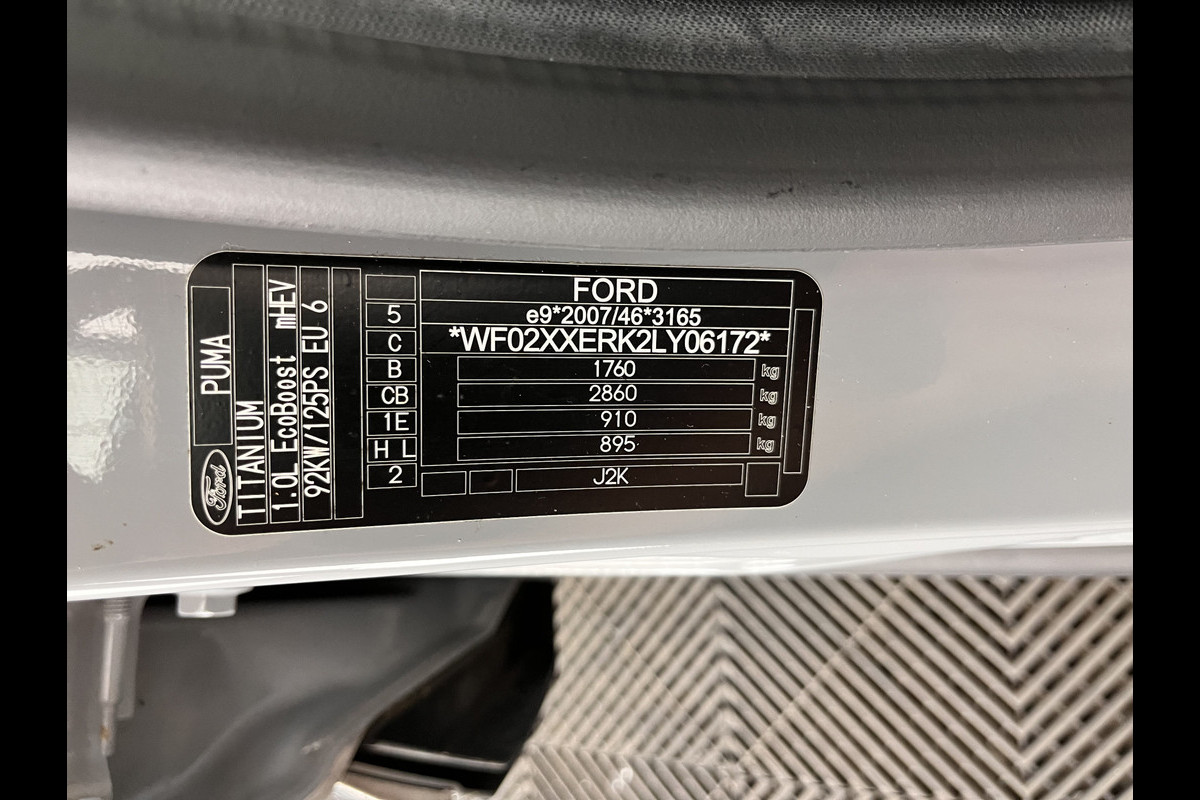 Ford
PUMA
TITANIUM
1.0L EcoBoost mHEV
92KW/125PS EU 6
5
C
B
CB
1E
H L
2
FORD
e9*2007/46*3165
*WF02XXERK2LY06172*
1760 kg
2860 kg
910 kg
895 kg
J2K